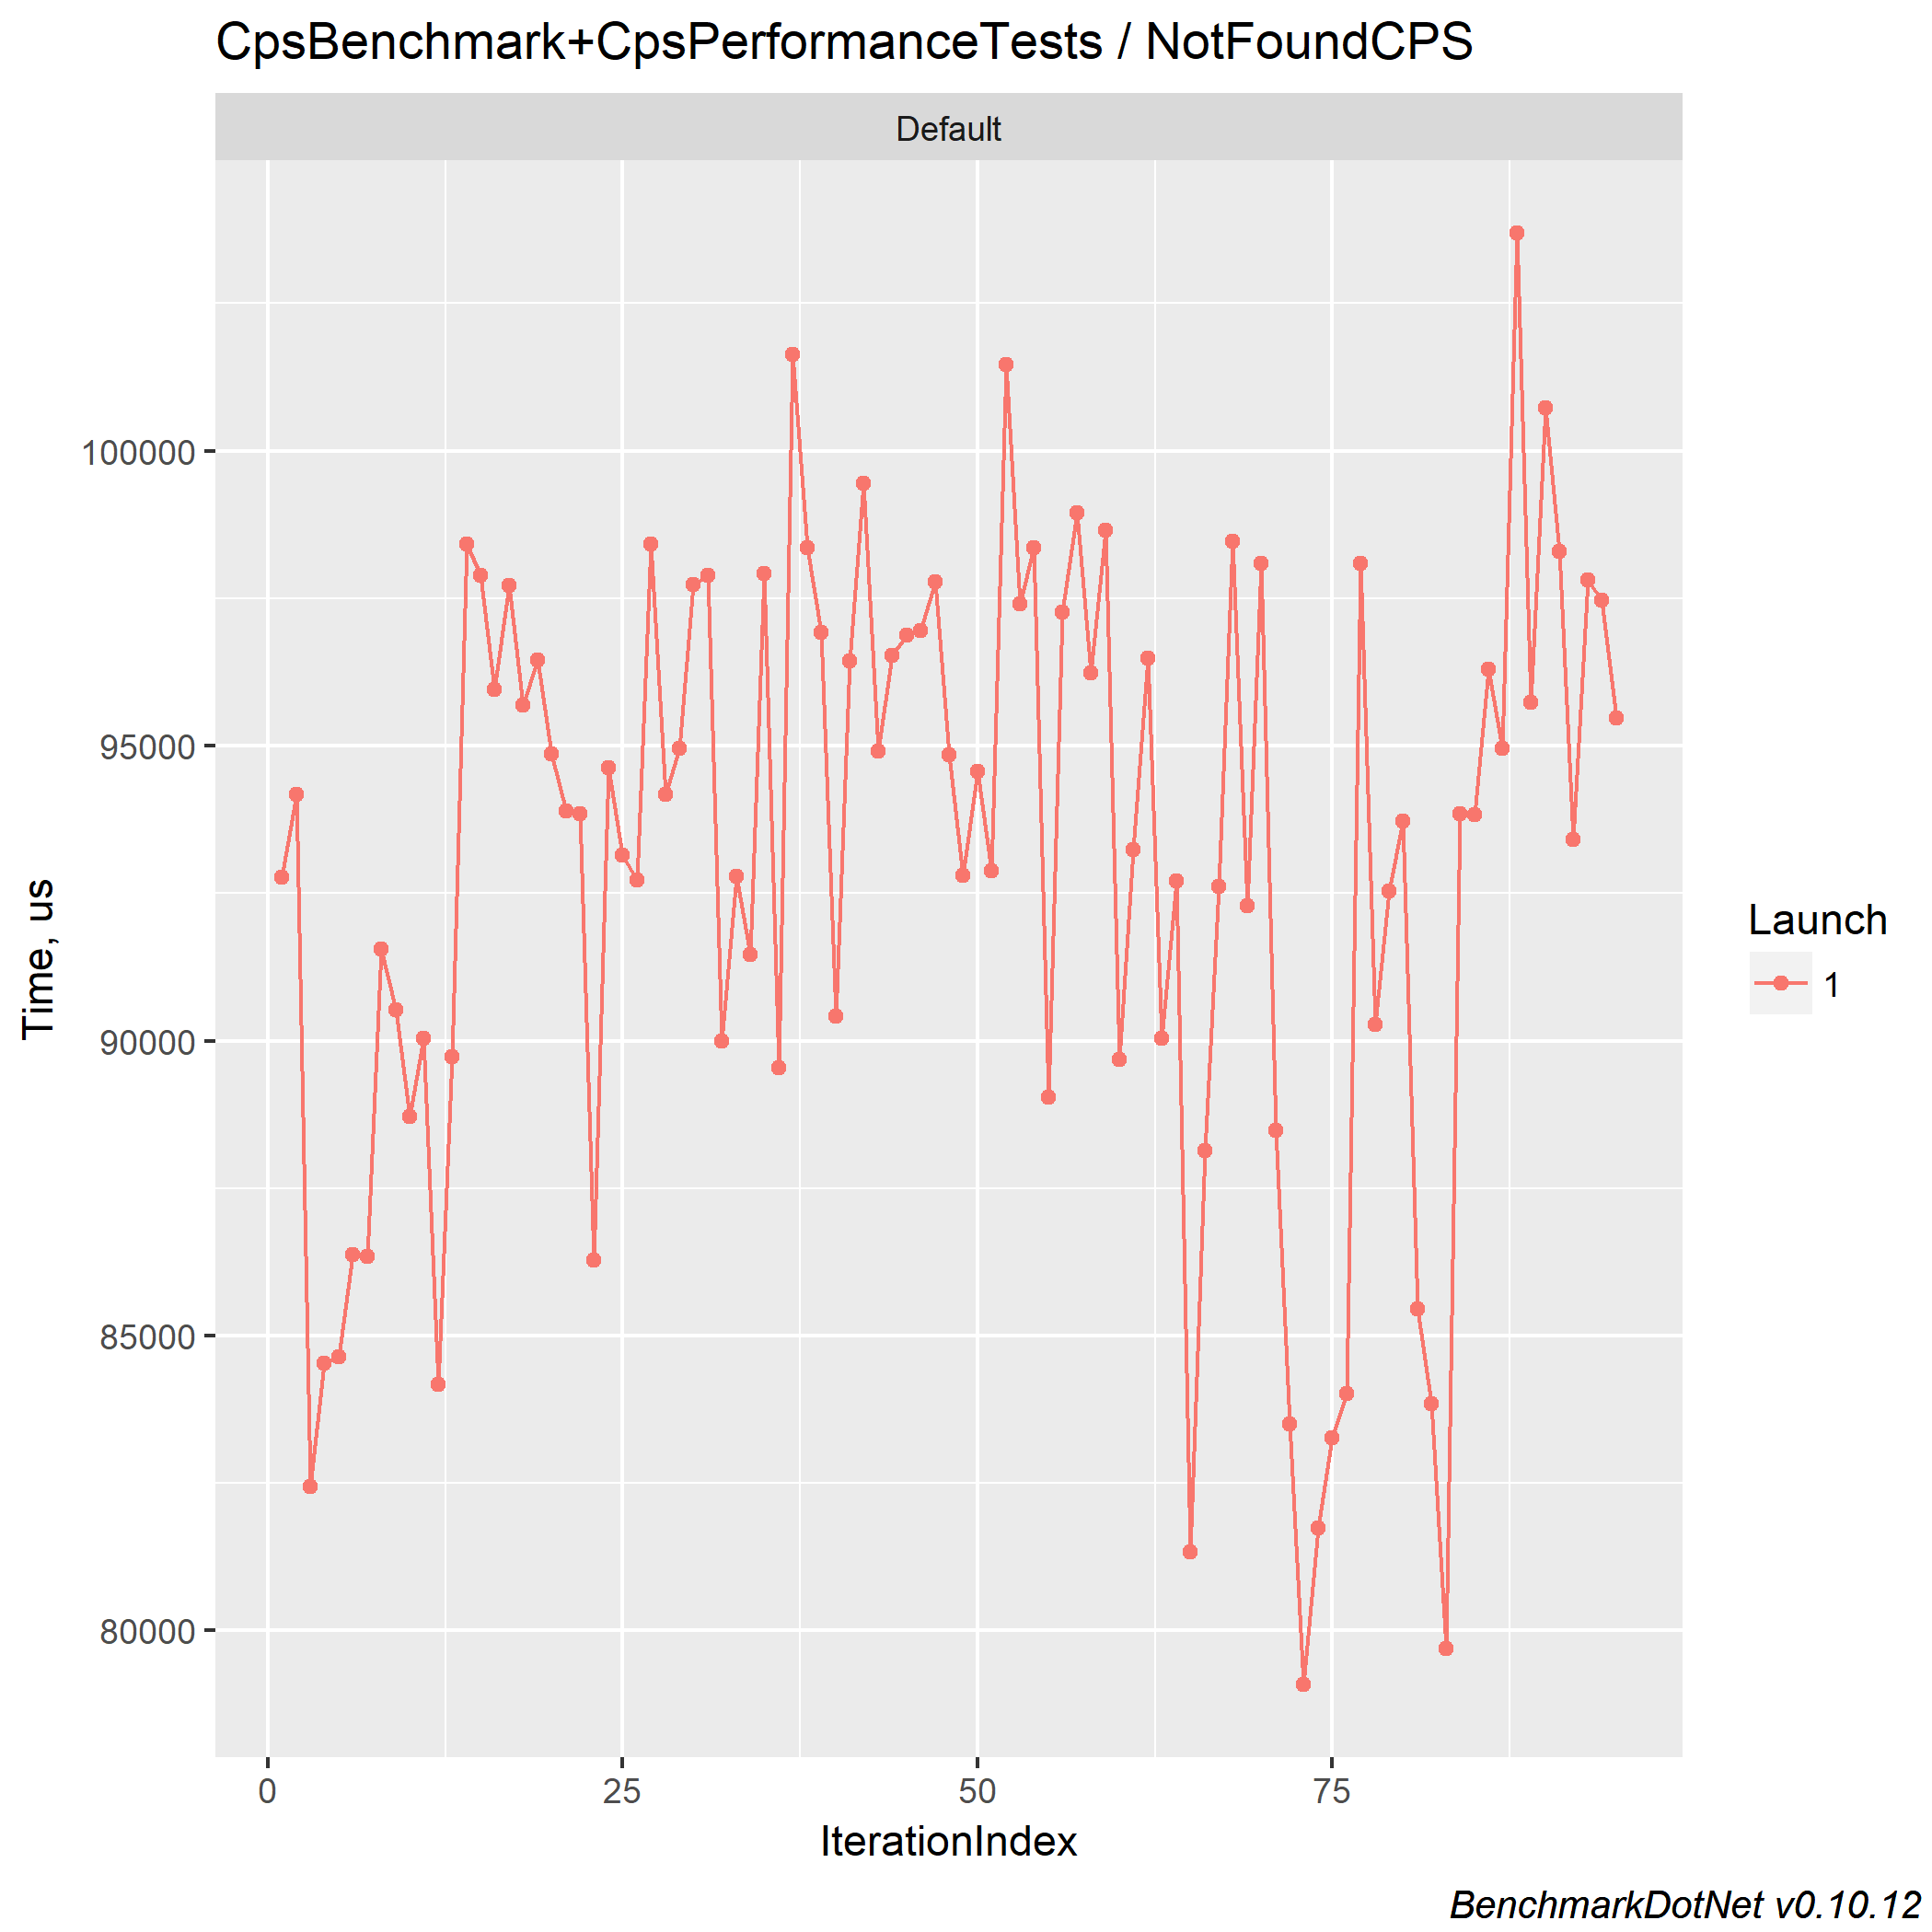 CpsBenchmark+CpsPerformanceTests / NotFoundCPS
Default
100000
95000
90000
85000
80000
Time, us
0 25 50 75
IterationIndex
Launch
1
BenchmarkDotNet v0.10.12